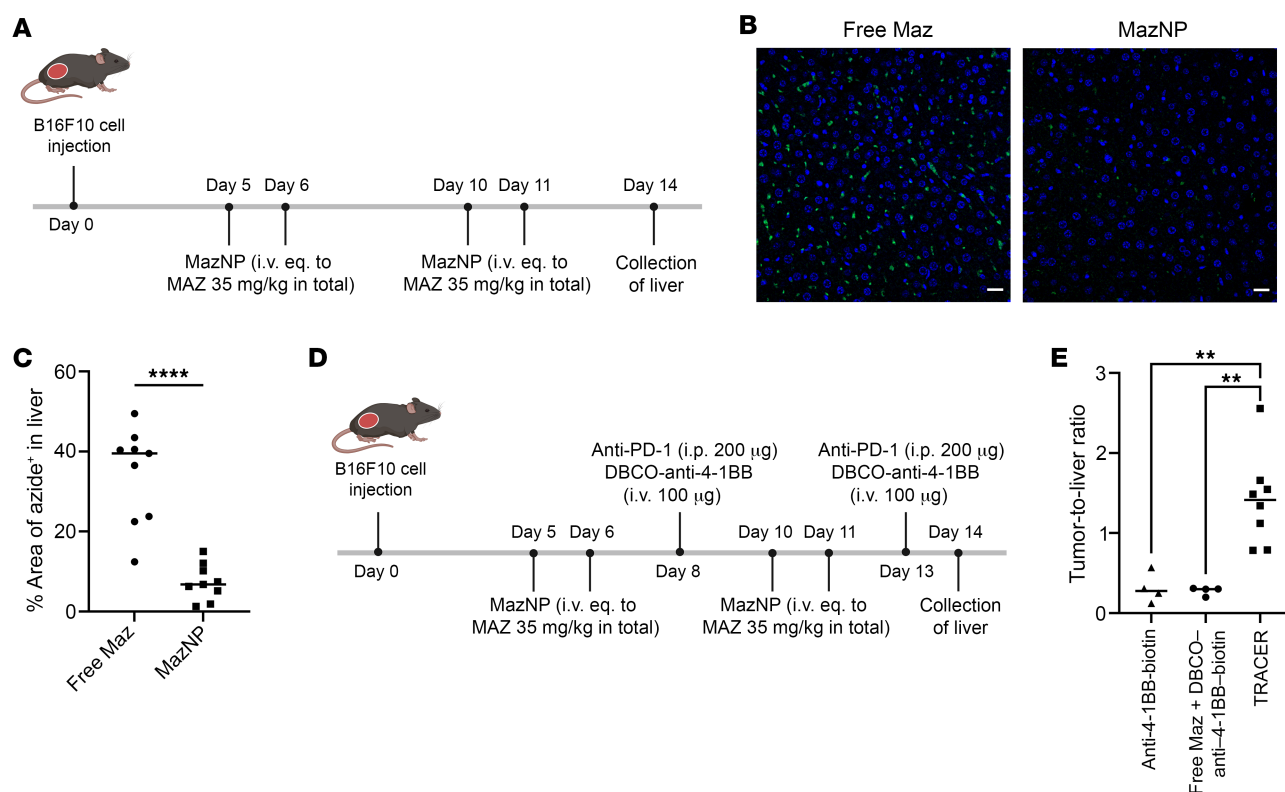 A
B16F10 cell
injection
Day 0
Day 5
Day 6
Day 10
Day 11
Day 14
MazNP (i.v. eq. to
MAZ 35 mg/kg in total)
MazNP (i.v. eq. to
MAZ 35 mg/kg in total)
Collection
of liver
B
Free Maz
MazNP
C
% Area of azide⁺ in liver
60
40
20
0
****
Free Maz
MazNP
D
B16F10 cell
injection
Day 0
Day 5
Day 6
Anti-PD-1 (i.p. 200 µg)
DBCO-anti-4-1BB
(i.v. 100 µg)
Day 8
Day 10
Day 11
Anti-PD-1 (i.p. 200 µg)
DBCO-anti-4-1BB
(i.v. 100 µg)
Day 13
Day 14
MazNP (i.v. eq. to
MAZ 35 mg/kg in total)
MazNP (i.v. eq. to
MAZ 35 mg/kg in total)
Collection
of liver
E
Tumor-to-liver ratio
3
2
1
0
**
**
Anti-4-1BB-biotin
Free Maz + DBCO–
anti–4-1BB–biotin
TRACER